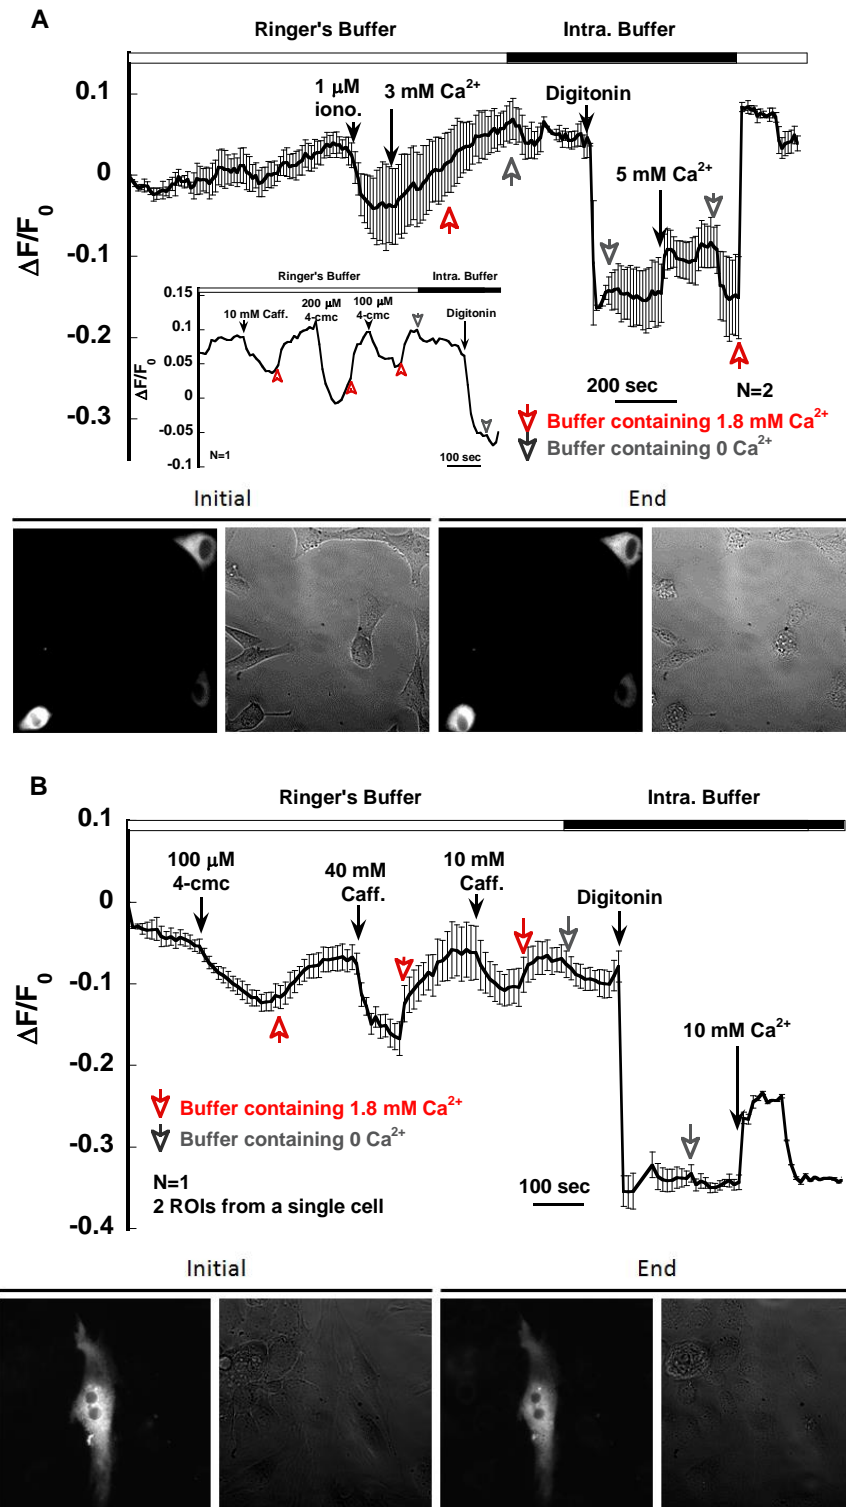 A
Ringer's Buffer
Intra. Buffer
0.1
0
-0.1
-0.2
-0.3
ΔF/F0
1 μM
iono.
3 mM Ca2+
Digitonin
5 mM Ca2+
200 sec
N=2
Buffer containing 1.8 mM Ca2+
Buffer containing 0 Ca2+
Ringer's Buffer
Intra. Buffer
0.15
0.1
0.05
0
-0.05
-0.1
ΔF/F0
10 mM Caff.
200 μM
4-cmc
100 μM
4-cmc
Digitonin
N=1
100 sec
Initial
End
B
Ringer's Buffer
Intra. Buffer
0.1
0
-0.1
-0.2
-0.3
-0.4
ΔF/F0
100 μM
4-cmc
40 mM
Caff.
10 mM
Caff.
Digitonin
10 mM Ca2+
Buffer containing 1.8 mM Ca2+
Buffer containing 0 Ca2+
N=1
2 ROIs from a single cell
100 sec
Initial
End